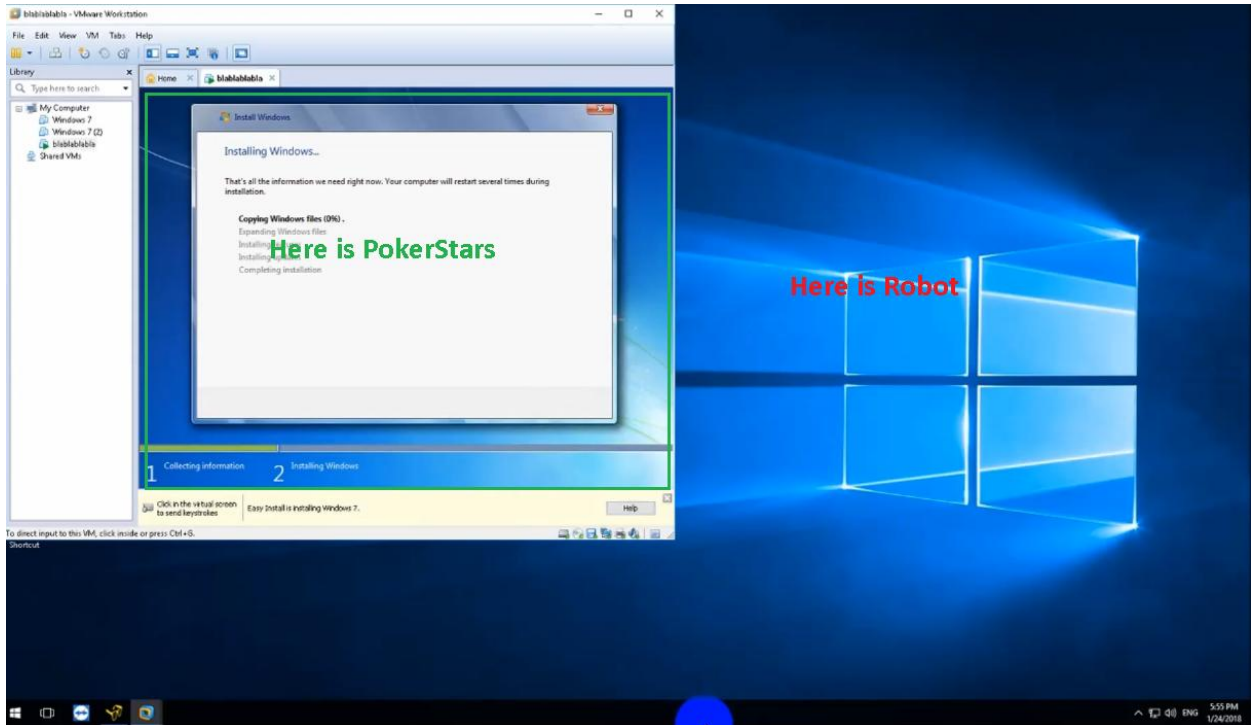 blablablabla - VMware Workstation
File Edit View VM Tabs Help
Library
Home
blablablabla
Type here to search
My Computer
Windows 7
Windows 7 (2)
blablablabla
Shared VMs
Install Windows
Installing Windows...
That's all the information we need right now. Your computer will restart several times during
installation.
Copying Windows files (0%) .
Expanding Windows files
Installing
Installing
Completing installation
Here is PokerStars
Here is Robot
1 Collecting information
2 Installing Windows
Click in the virtual screen
to send keystrokes
Easy Install is installing Windows 7.
Help
To direct input to this VM, click inside or press Ctrl+G.
Shortcut
ENG
5:55 PM
1/24/2018